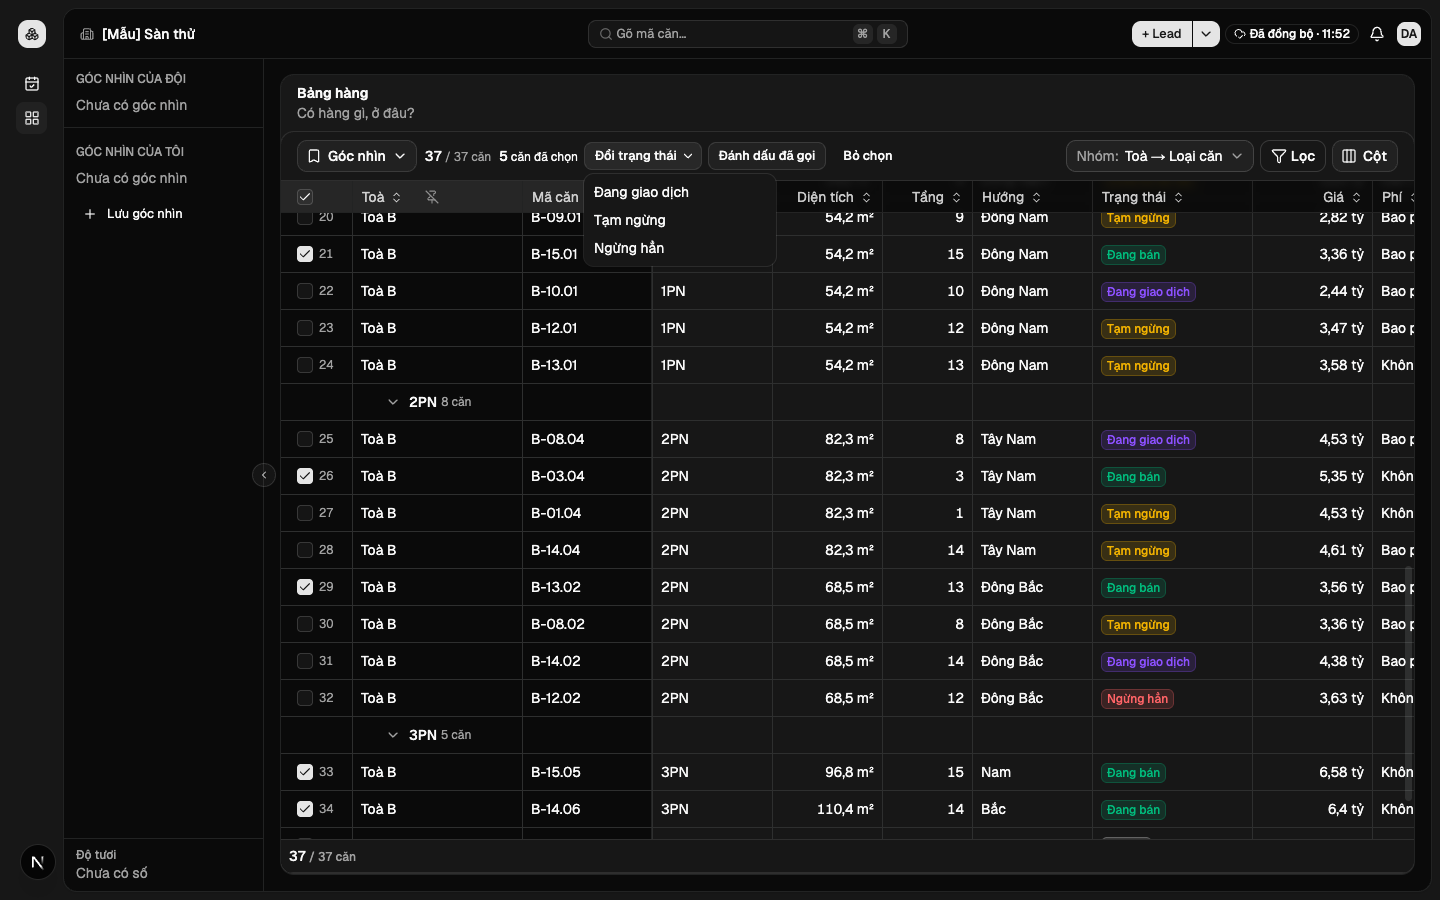 [Mẫu] Sàn thử
Gõ mã căn…
⌘ K
+ Lead
Đã đồng bộ · 11:52
DA
GÓC NHÌN CỦA ĐỘI
Chưa có góc nhìn
GÓC NHÌN CỦA TÔI
Chưa có góc nhìn
+ Lưu góc nhìn
Bảng hàng
Có hàng gì, ở đâu?
Góc nhìn
37 / 37 căn 5 căn đã chọn
Đổi trạng thái
Đánh dấu đã gọi
Bỏ chọn
Nhóm: Toà → Loại căn
Lọc
Cột
Đang giao dịch
Tạm ngừng
Ngừng hẳn
Toà Mã căn Diện tích Tầng Hướng Trạng thái Giá Phí
20 Toà B B-09.01 54,2 m² 9 Đông Nam Tạm ngừng 2,82 tỷ Bao p
21 Toà B B-15.01 54,2 m² 15 Đông Nam Đang bán 3,36 tỷ Bao p
22 Toà B B-10.01 1PN 54,2 m² 10 Đông Nam Đang giao dịch 2,44 tỷ Bao p
23 Toà B B-12.01 1PN 54,2 m² 12 Đông Nam Tạm ngừng 3,47 tỷ Bao p
24 Toà B B-13.01 1PN 54,2 m² 13 Đông Nam Tạm ngừng 3,58 tỷ Khôn
2PN 8 căn
25 Toà B B-08.04 2PN 82,3 m² 8 Tây Nam Đang giao dịch 4,53 tỷ Bao p
26 Toà B B-03.04 2PN 82,3 m² 3 Tây Nam Đang bán 5,35 tỷ Khôn
27 Toà B B-01.04 2PN 82,3 m² 1 Tây Nam Tạm ngừng 4,53 tỷ Khôn
28 Toà B B-14.04 2PN 82,3 m² 14 Tây Nam Tạm ngừng 4,61 tỷ Bao p
29 Toà B B-13.02 2PN 68,5 m² 13 Đông Bắc Đang bán 3,56 tỷ Bao p
30 Toà B B-08.02 2PN 68,5 m² 8 Đông Bắc Tạm ngừng 3,36 tỷ Bao p
31 Toà B B-14.02 2PN 68,5 m² 14 Đông Bắc Đang giao dịch 4,38 tỷ Bao p
32 Toà B B-12.02 2PN 68,5 m² 12 Đông Bắc Ngừng hẳn 3,63 tỷ Khôn
3PN 5 căn
33 Toà B B-15.05 3PN 96,8 m² 15 Nam Đang bán 6,58 tỷ Khôn
34 Toà B B-14.06 3PN 110,4 m² 14 Bắc Đang bán 6,4 tỷ Khôn
37 / 37 căn
Độ tươi
Chưa có số
N